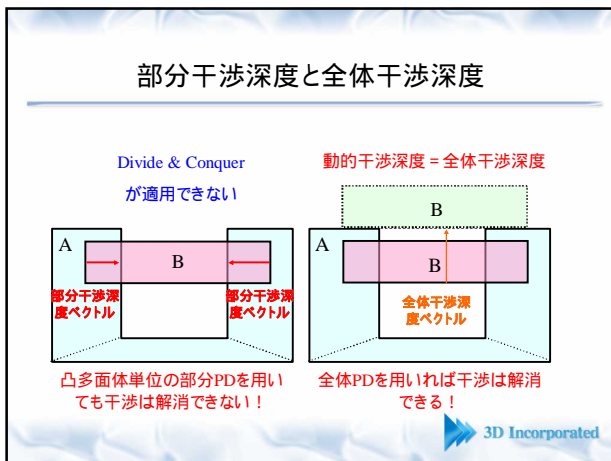 部分干渉深度と全体干渉深度
Divide & Conquer
が適用できない
A
B
部分干渉深
度ベクトル
部分干渉深
度ベクトル
凸多面体単位の部分PDを用い
ても干渉は解消できない！
動的干渉深度 = 全体干渉深度
B
A
B
全体干渉深
度ベクトル
全体PDを用いれば干渉は解消
できる！
3D Incorporated